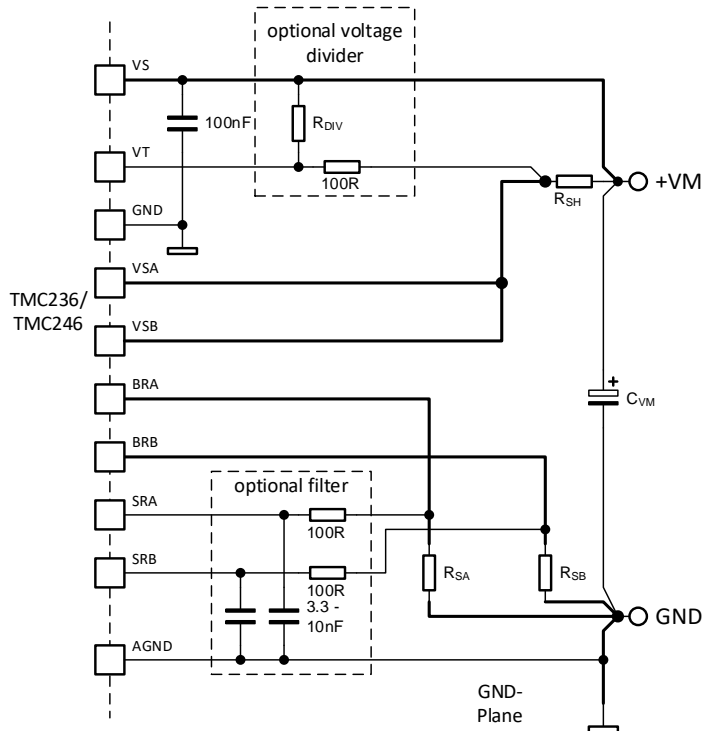 optional voltage
divider
VS
100nF
RDIV
VT
100R
+VM
RSH
GND
VSA
TMC236/
TMC246
VSB
BRA
+
CVM
BRB
optional filter
SRA
100R
SRB
RSA
RSB
100R
3.3 -
10nF
GND
AGND
GND-
Plane